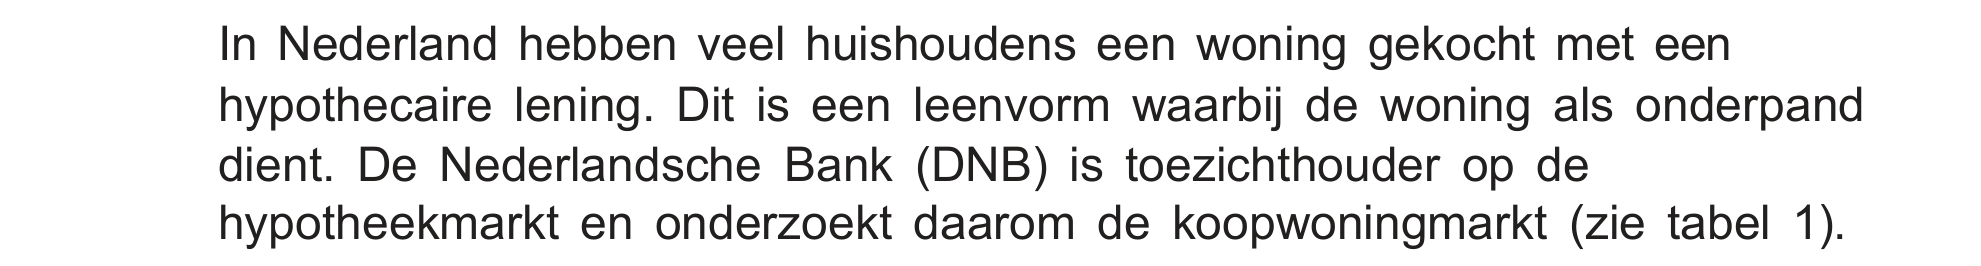 In Nederland hebben veel huishoudens een woning gekocht met een
hypothecaire lening. Dit is een leenvorm waarbij de woning als onderpand
dient. De Nederlandsche Bank (DNB) is toezichthouder op de
hypotheekmarkt en onderzoekt daarom de koopwoningmarkt (zie tabel 1).